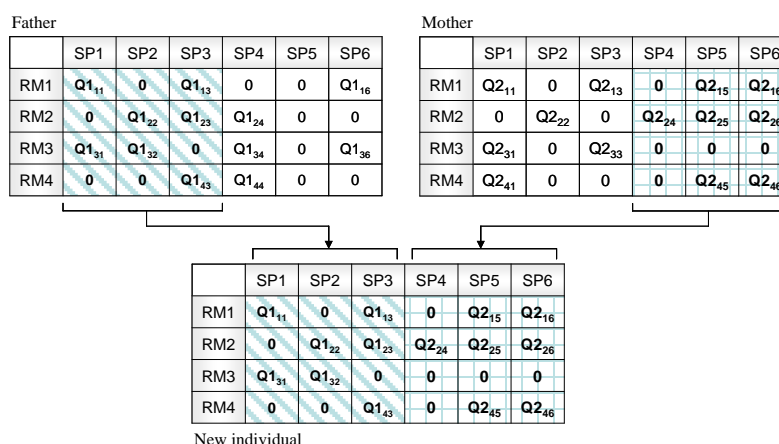 Father
SP1 SP2 SP3 SP4 SP5 SP6
RM1 Q1₁₁ 0 Q1₁₃ 0 0 Q1₁₆
RM2 0 Q1₂₂ Q1₂₃ Q1₂₄ 0 0
RM3 Q1₃₁ Q1₃₂ 0 Q1₃₄ 0 Q1₃₆
RM4 0 0 Q1₄₃ Q1₄₄ 0 0
Mother
SP1 SP2 SP3 SP4 SP5 SP6
RM1 Q2₁₁ 0 Q2₁₃ 0 Q2₁₅ Q2₁₆
RM2 0 Q2₂₂ 0 Q2₂₄ Q2₂₅ Q2₂₆
RM3 Q2₃₁ 0 Q2₃₃ 0 0 0
RM4 Q2₄₁ 0 0 0 Q2₄₅ Q2₄₆
SP1 SP2 SP3 SP4 SP5 SP6
RM1 Q1₁₁ 0 Q1₁₃ 0 Q2₁₅ Q2₁₆
RM2 0 Q1₂₂ Q1₂₃ Q2₂₄ Q2₂₅ Q2₂₆
RM3 Q1₃₁ Q1₃₂ 0 0 0 0
RM4 0 0 Q1₄₃ 0 Q2₄₅ Q2₄₆
New individual